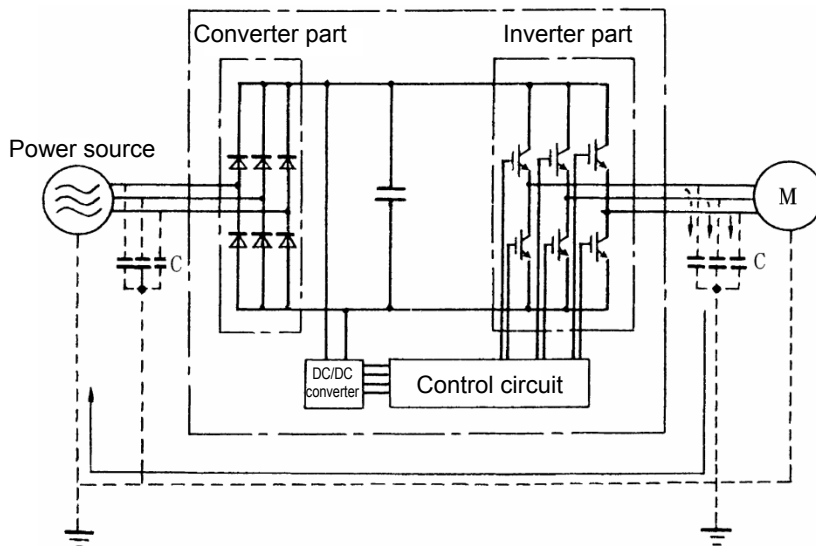 Converter part
Inverter part
Power source
M
C
C
DC/DC
converter
Control circuit